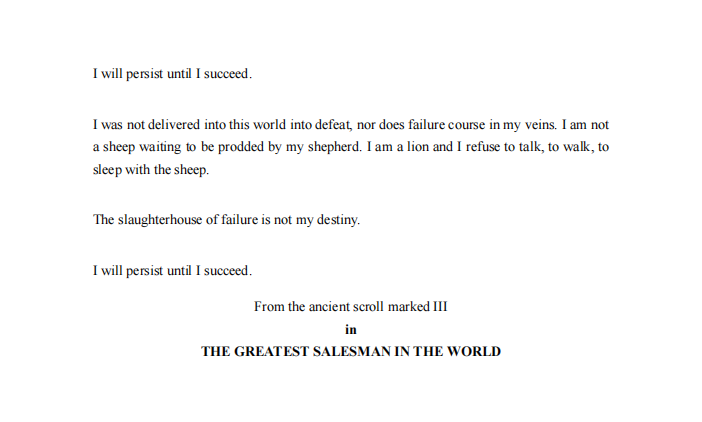 I will persist until I succeed.
I was not delivered into this world into defeat, nor does failure course in my veins. I am not
a sheep waiting to be prodded by my shepherd. I am a lion and I refuse to talk, to walk, to
sleep with the sheep.
The slaughterhouse of failure is not my destiny.
I will persist until I succeed.
From the ancient scroll marked III
in
THE GREATEST SALESMAN IN THE WORLD